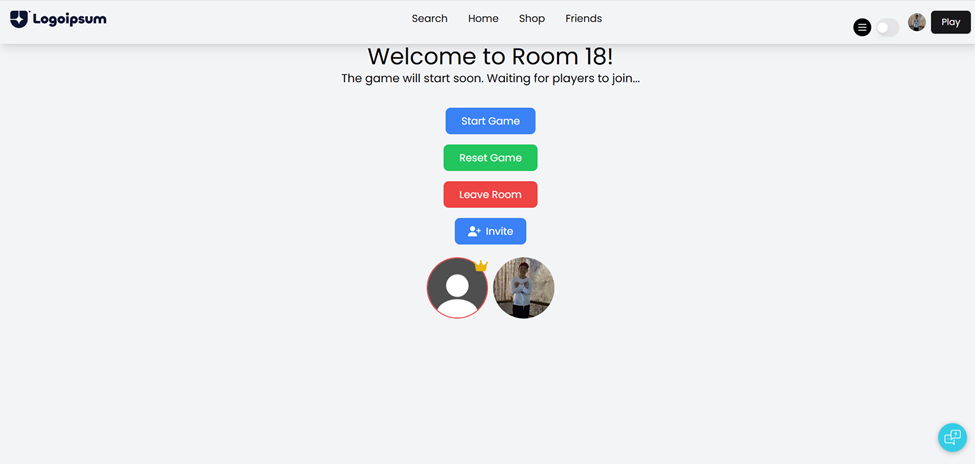 Logoipsum
Search Home Shop Friends
Play
Welcome to Room 18!
The game will start soon. Waiting for players to join...
Start Game
Reset Game
Leave Room
Invite